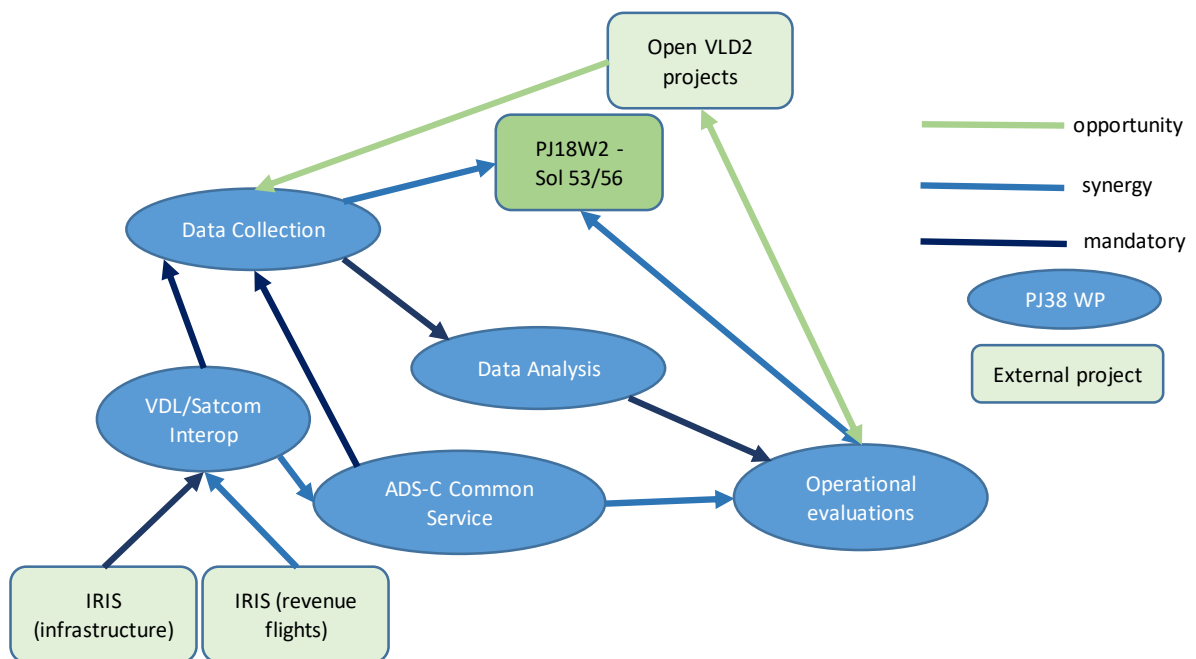 Open VLD2
projects
opportunity
PJ18W2 -
Sol 53/56
synergy
Data Collection
mandatory
PJ38 WP
Data Analysis
External project
VDL/Satcom
Interop
ADS-C Common
Service
Operational
evaluations
IRIS
(infrastructure)
IRIS (revenue
flights)